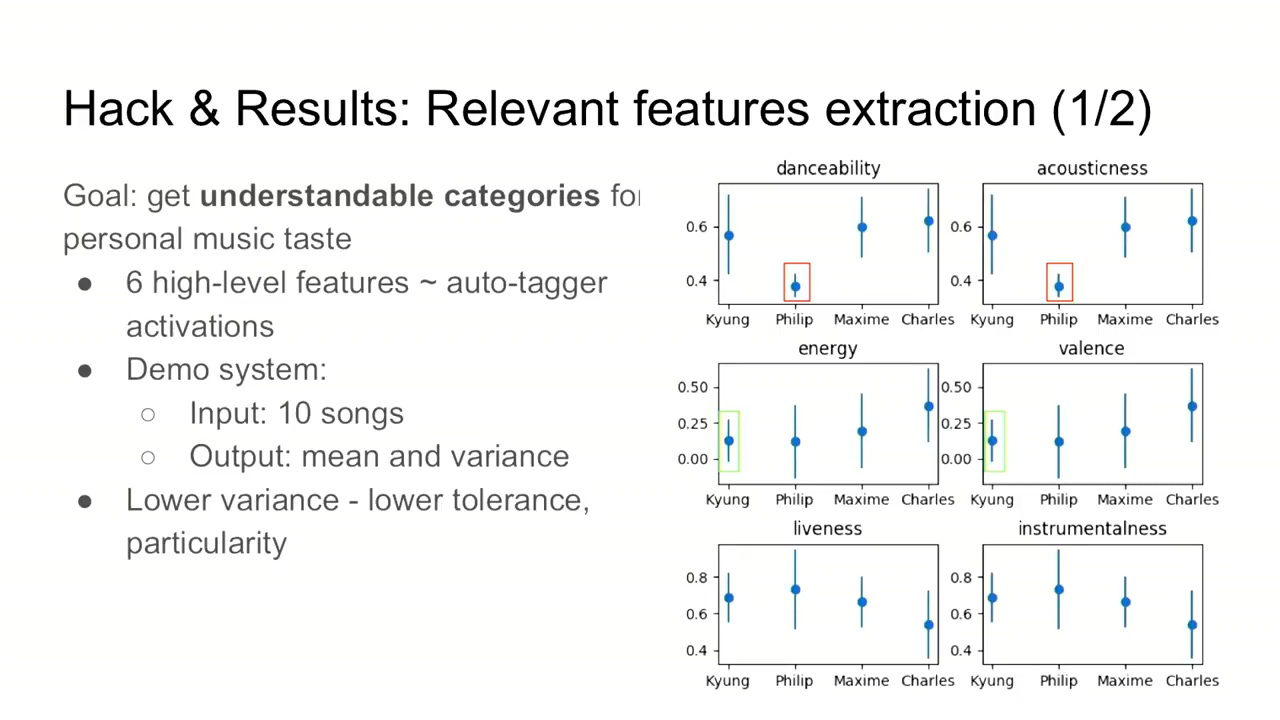 Hack & Results: Relevant features extraction (1/2)
Goal: get understandable categories for
personal music taste
● 6 high-level features ~ auto-tagger
activations
● Demo system:
○ Input: 10 songs
○ Output: mean and variance
● Lower variance - lower tolerance,
particularity
danceability
0.6
0.4
Kyung Philip Maxime Charles
acousticness
0.6
0.4
Kyung Philip Maxime Charles
energy
0.50
0.25
0.00
Kyung Philip Maxime Charles
valence
0.50
0.25
0.00
Kyung Philip Maxime Charles
liveness
0.8
0.6
0.4
Kyung Philip Maxime Charles
instrumentalness
0.8
0.6
0.4
Kyung Philip Maxime Charles